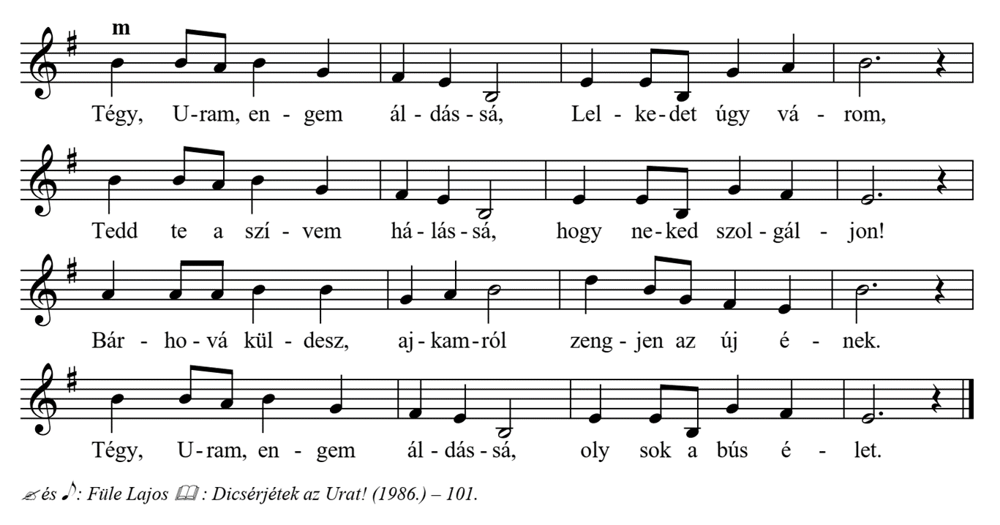 m
Tégy, U-ram, en - gem ál - dás - sá, Lel - ke-det úgy vá - rom,
Tedd te a szí - vem há - lás - sá, hogy ne-ked szol - gál - jon!
Bár - ho - vá kül - desz, aj - kam-ról zeng - jen az új é - nek.
Tégy, U-ram, en - gem ál - dás - sá, oly sok a bús é - let.
és : Füle Lajos : Dicsérjétek az Urat! (1986.) – 101.